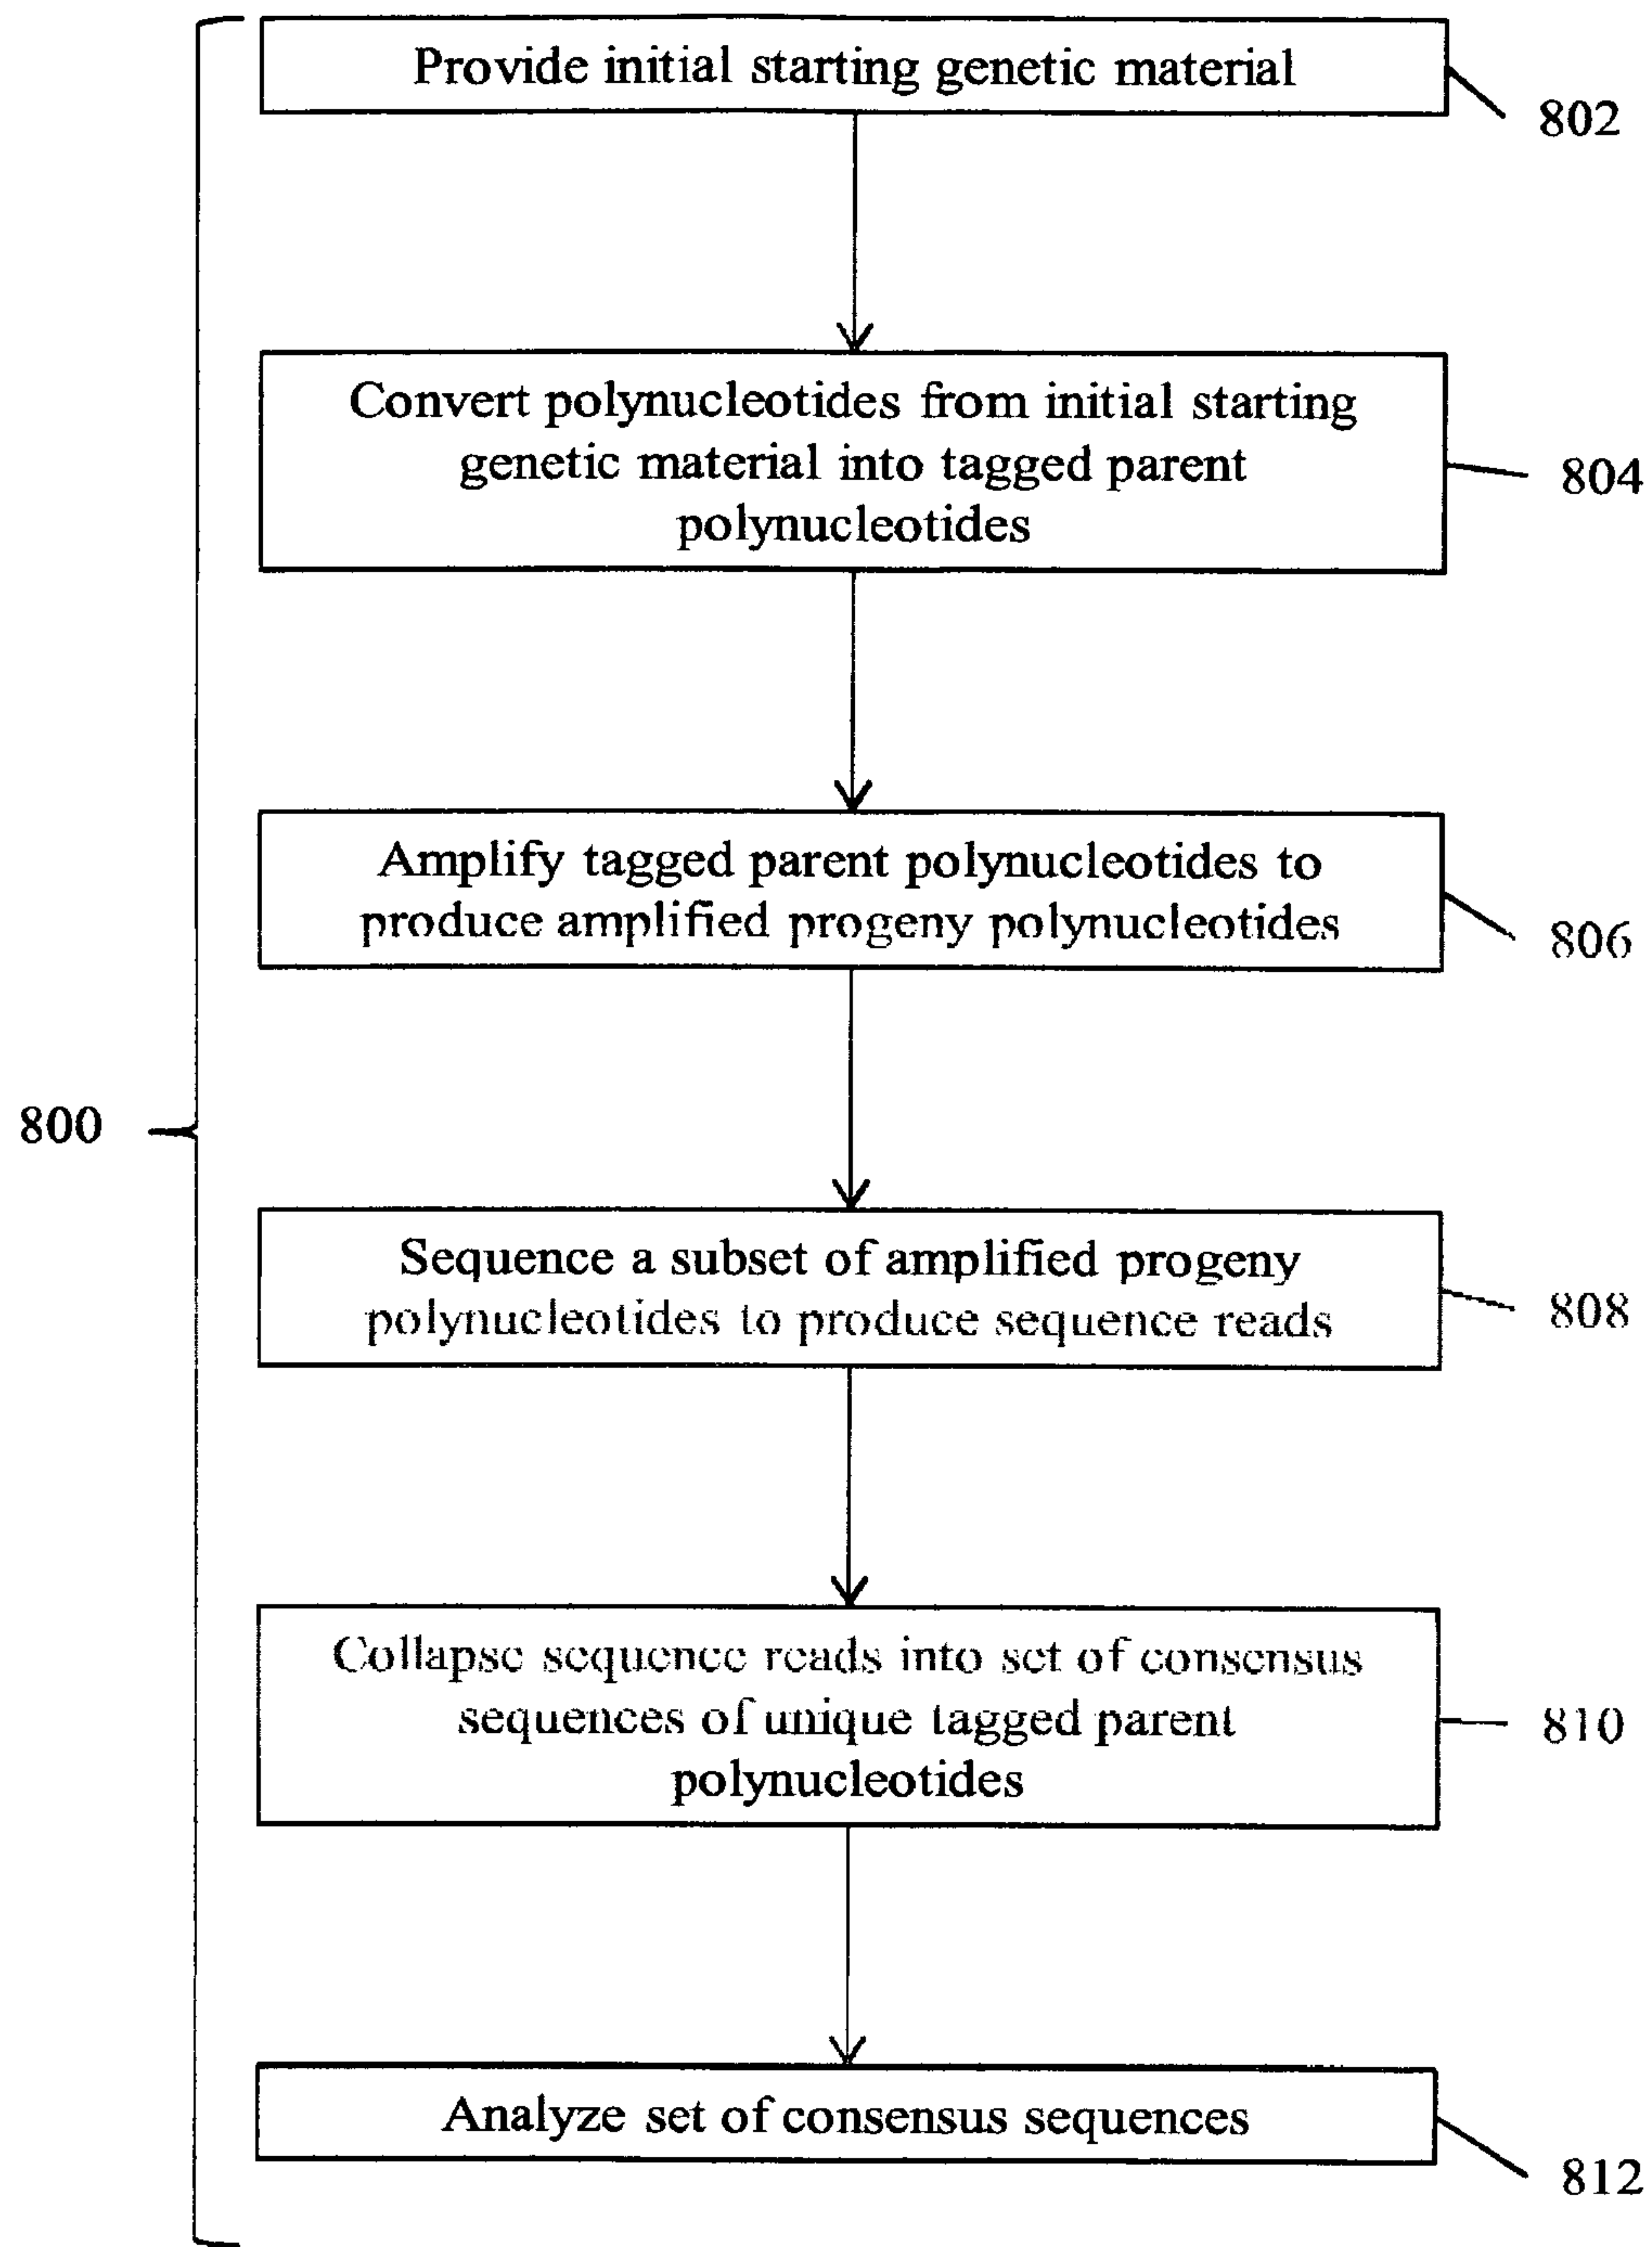 Provide initial starting genetic material
802
Convert polynucleotides from initial starting
genetic material into tagged parent
polynucleotides
804
Amplify tagged parent polynucleotides to
produce amplified progeny polynucleotides
806
800
Sequence a subset of amplified progeny
polynucleotides to produce sequence reads
808
Collapse sequence reads into set of consensus
sequences of unique tagged parent
polynucleotides
810
Analyze set of consensus sequences
812